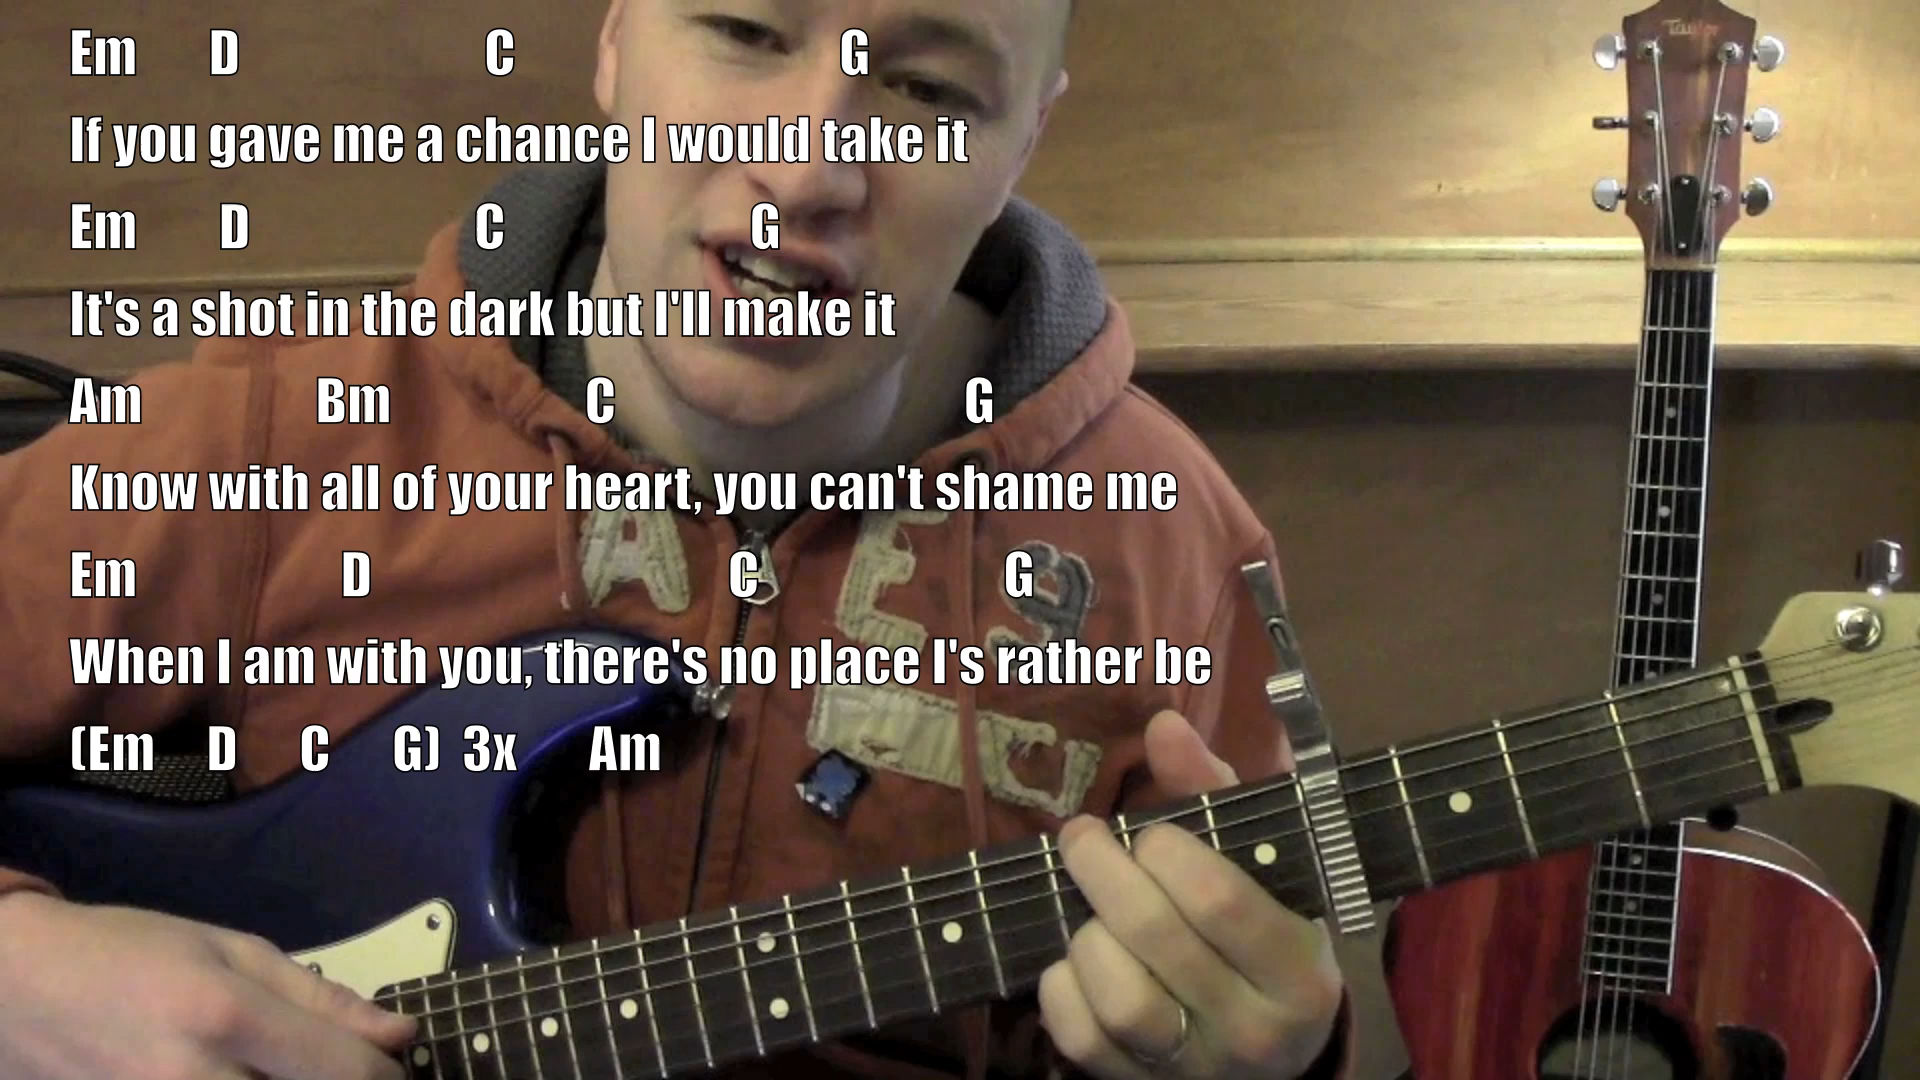 Em D C G
If you gave me a chance I would take it
Em D C G
It's a shot in the dark but I'll make it
Am Bm C G
Know with all of your heart, you can't shame me
Em D C G
When I am with you, there's no place I's rather be
(Em D C G) 3x Am
Taylor